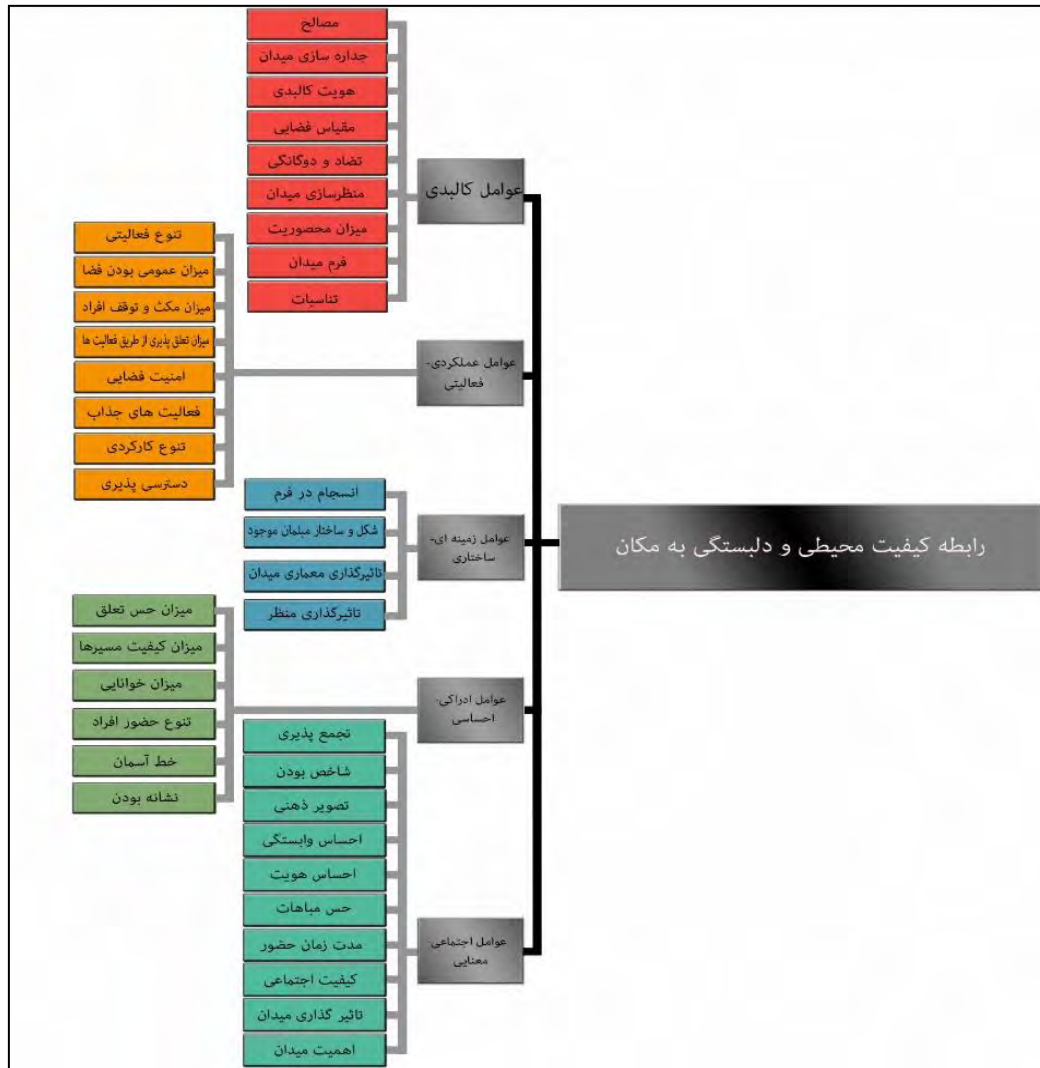 رابطه کیفیت محیطی و دلبستگی به مکان
عوامل کالبدی
مصالح
جداره سازی میدان
هویت کالبدی
مقیاس فضایی
تضاد و دوگانگی
منظرسازی میدان
میزان محصوریت
فرم میدان
تناسبات
عوامل عملکردی-
فعالیتی
تنوع فعالیتی
میزان عمومی بودن فضا
میزان مکث و توقف افراد
میزان تعلق پذیری از طریق فعالیت ها
امنیت فضایی
فعالیت های جذاب
تنوع کارکردی
دسترسی پذیری
عوامل زمینه ای-
ساختاری
انسجام در فرم
شکل و ساختاز مبلمان موجود
تاثیرگذاری معماری میدان
تاثیرگذاری منظر
عوامل ادراکی-
احساسی
میزان حس تعلق
میزان کیفیت مسیرها
میزان خوانایی
تنوع حضور افراد
خط آسمان
نشانه بودن
عوامل اجتماعی-
معنایی
تجمع پذیری
شاخص بودن
تصویر ذهنی
احساس وابستگی
احساس هویت
حس مباهات
مدت زمان حضور
کیفیت اجتماعی
تاثیر گذاری میدان
اهمیت میدان